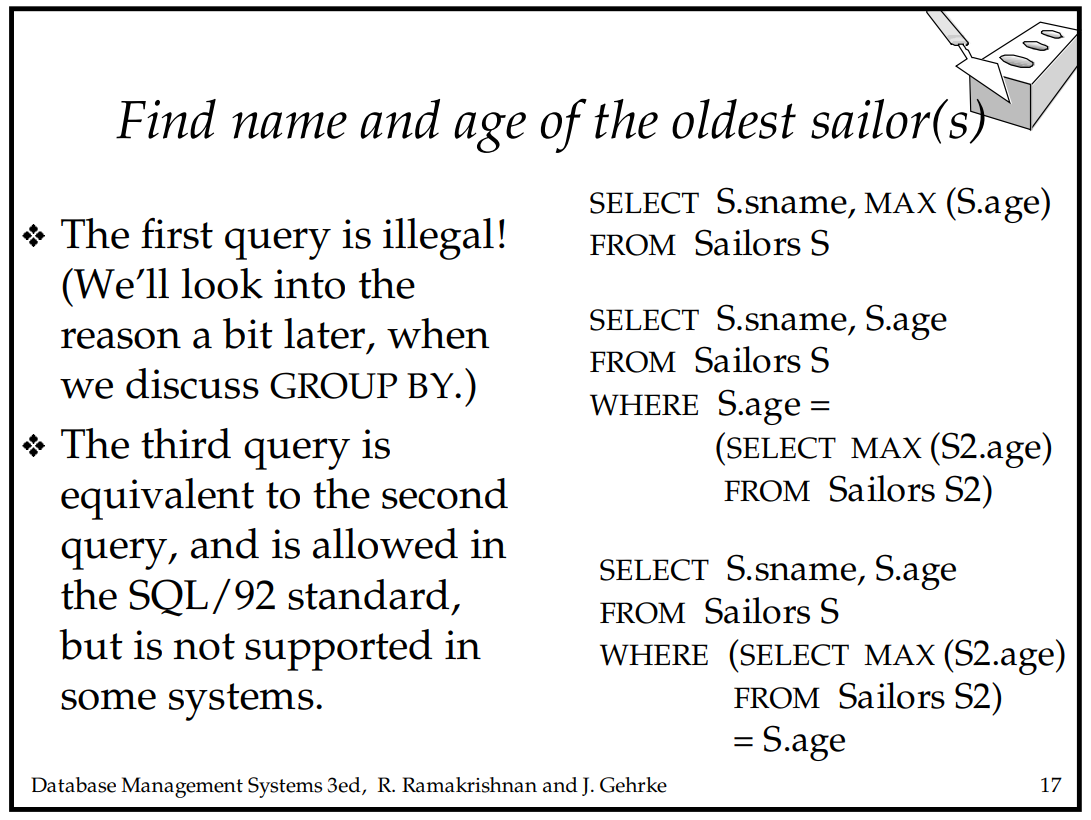 Find name and age of the oldest sailor(s)
❖ The first query is illegal!
(We’ll look into the
reason a bit later, when
we discuss GROUP BY.)
❖ The third query is
equivalent to the second
query, and is allowed in
the SQL/92 standard,
but is not supported in
some systems.
SELECT S.sname, MAX (S.age)
FROM Sailors S
SELECT S.sname, S.age
FROM Sailors S
WHERE S.age =
(SELECT MAX (S2.age)
FROM Sailors S2)
SELECT S.sname, S.age
FROM Sailors S
WHERE (SELECT MAX (S2.age)
FROM Sailors S2)
= S.age
Database Management Systems 3ed, R. Ramakrishnan and J. Gehrke
17